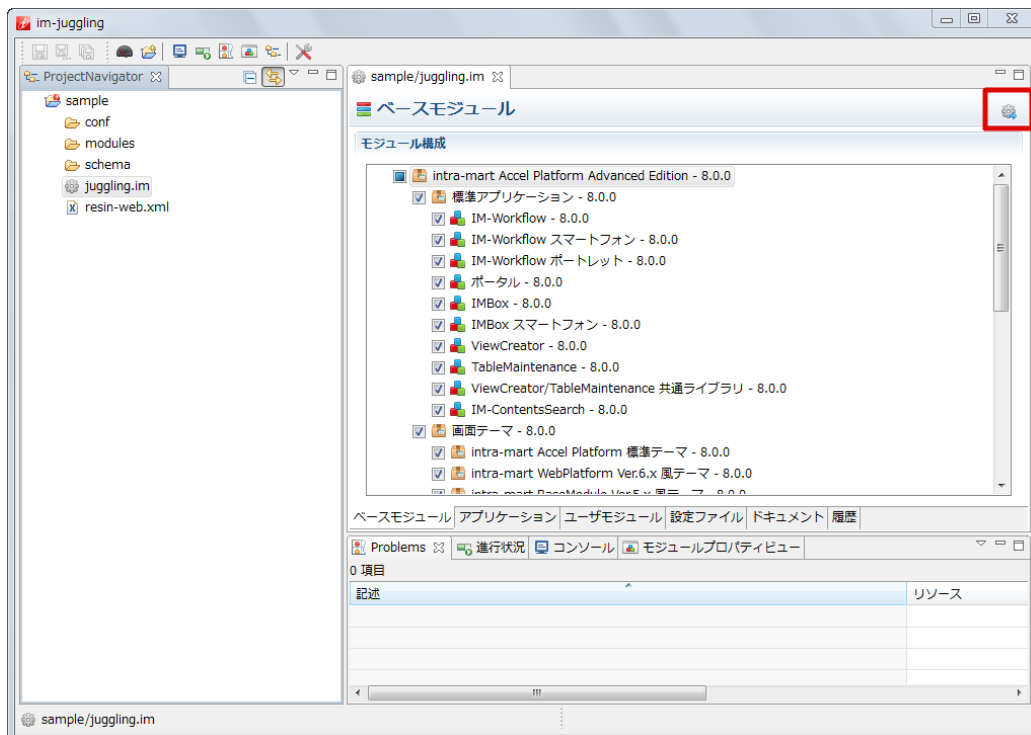 im-juggling
ProjectNavigator
sample
conf
modules
schema
juggling.im
resin-web.xml
sample/juggling.im
ベースモジュール
モジュール構成
intra-mart Accel Platform Advanced Edition - 8.0.0
標準アプリケーション - 8.0.0
IM-Workflow - 8.0.0
IM-Workflow スマートフォン - 8.0.0
IM-Workflow ポートレット - 8.0.0
ポータル - 8.0.0
IMBox - 8.0.0
IMBox スマートフォン - 8.0.0
ViewCreator - 8.0.0
TableMaintenance - 8.0.0
ViewCreator/TableMaintenance 共通ライブラリ - 8.0.0
IM-ContentsSearch - 8.0.0
画面テーマ - 8.0.0
intra-mart Accel Platform 標準テーマ - 8.0.0
intra-mart WebPlatform Ver.6.x 風テーマ - 8.0.0
intra-mart BaseModule Ver.5.x 風テーマ - 8.0.0
ベースモジュール アプリケーション ユーザモジュール 設定ファイル ドキュメント 履歴
Problems 進行状況 コンソール モジュールプロパティビュー
0 項目
記述 リソース
sample/juggling.im